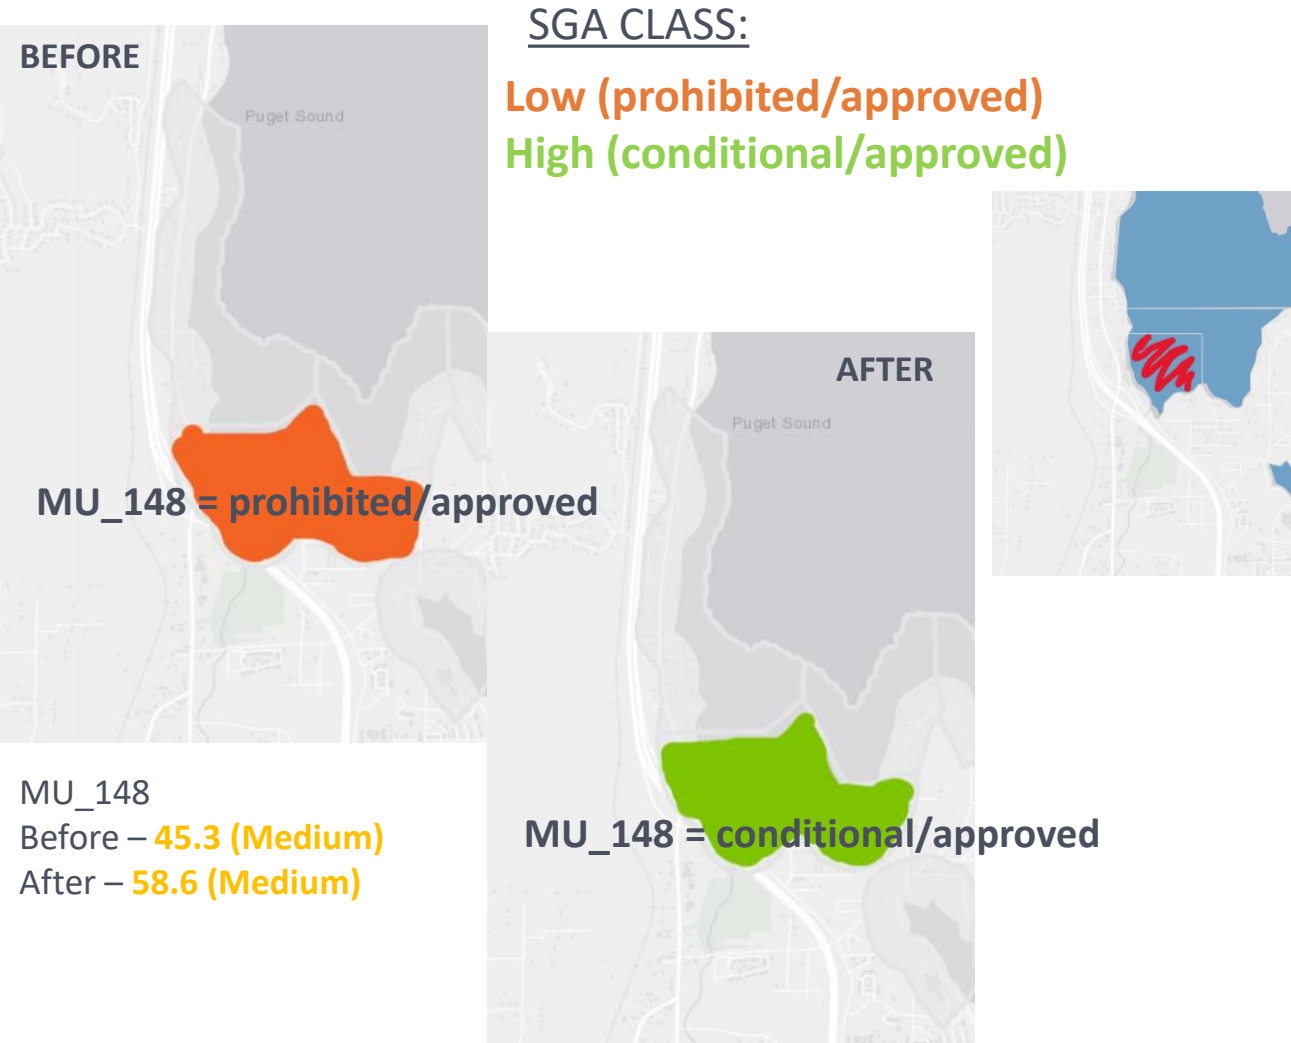 SGA CLASS:
Low (prohibited/approved)
High (conditional/approved)
BEFORE
Puget Sound
MU_148 = prohibited/approved
AFTER
Puget Sound
MU_148 = conditional/approved
MU_148
Before – 45.3 (Medium)
After – 58.6 (Medium)